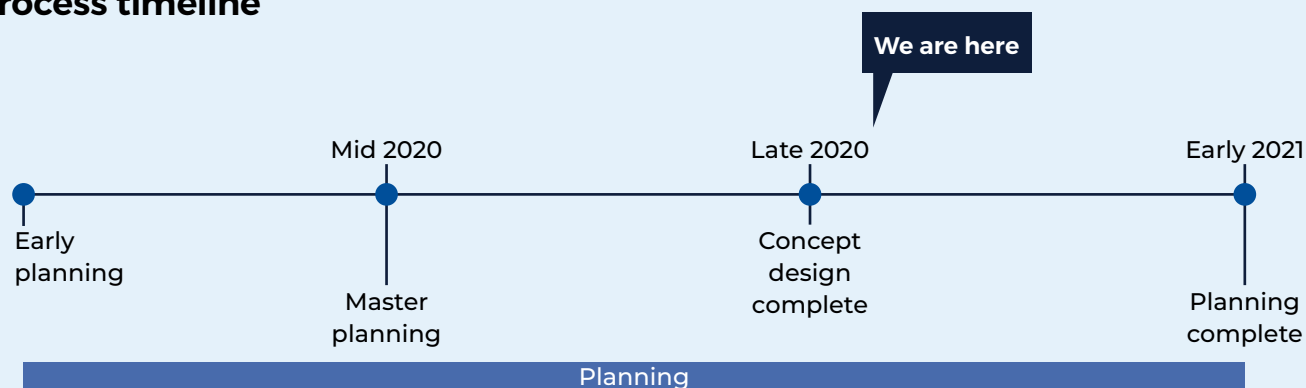 rocess timeline
We are here
Mid 2020
Late 2020
Early 2021
Early
planning
Master
planning
Concept
design
complete
Planning
complete
Planning